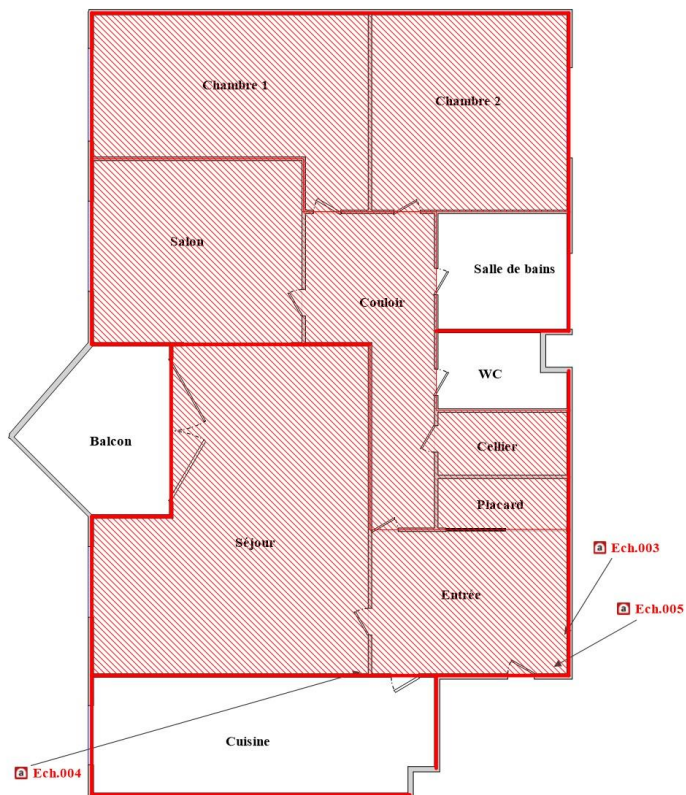 Chambre 1
Chambre 2
Salon
Salle de bains
Couloir
WC
Balcon
Cellier
Placard
Séjour
a Ech.003
Entrée
a Ech.005
Cuisine
a Ech.004